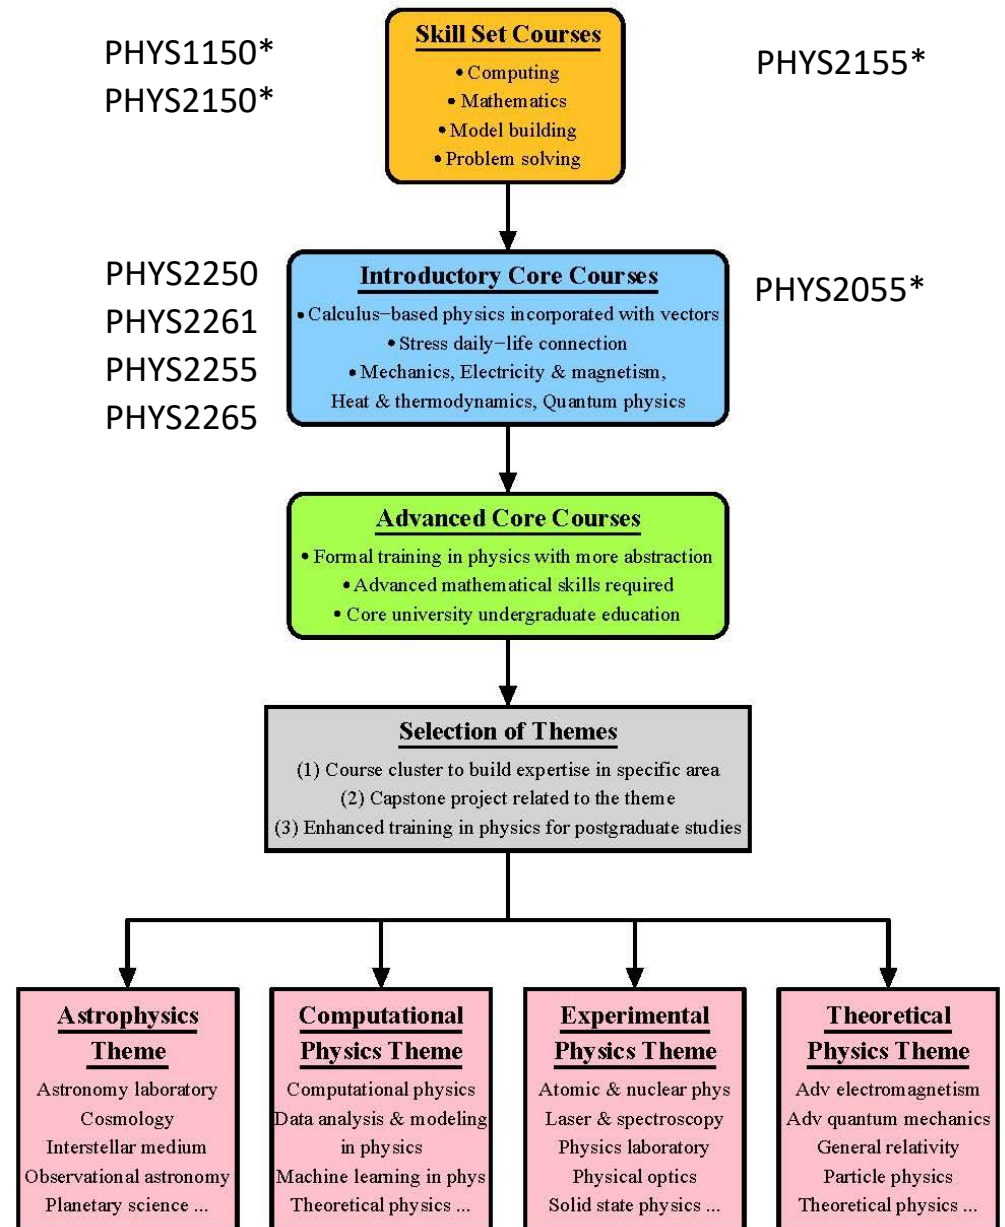 PHYS1150*
PHYS2150*
Skill Set Courses
• Computing
• Mathematics
• Model building
• Problem solving
PHYS2155*
PHYS2250
PHYS2261
PHYS2255
PHYS2265
Introductory Core Courses
• Calculus−based physics incorporated with vectors
• Stress daily−life connection
• Mechanics, Electricity & magnetism,
Heat & thermodynamics, Quantum physics
PHYS2055*
Advanced Core Courses
• Formal training in physics with more abstraction
• Advanced mathematical skills required
• Core university undergraduate education
Selection of Themes
(1) Course cluster to build expertise in specific area
(2) Capstone project related to the theme
(3) Enhanced training in physics for postgraduate studies
Astrophysics
Theme
Astronomy laboratory
Cosmology
Interstellar medium
Observational astronomy
Planetary science ...
Computational
Physics Theme
Computational physics
Data analysis & modeling
in physics
Machine learning in phys
Theoretical physics ...
Experimental
Physics Theme
Atomic & nuclear phys
Laser & spectroscopy
Physics laboratory
Physical optics
Solid state physics ...
Theoretical
Physics Theme
Adv electromagnetism
Adv quantum mechanics
General relativity
Particle physics
Theoretical physics ...